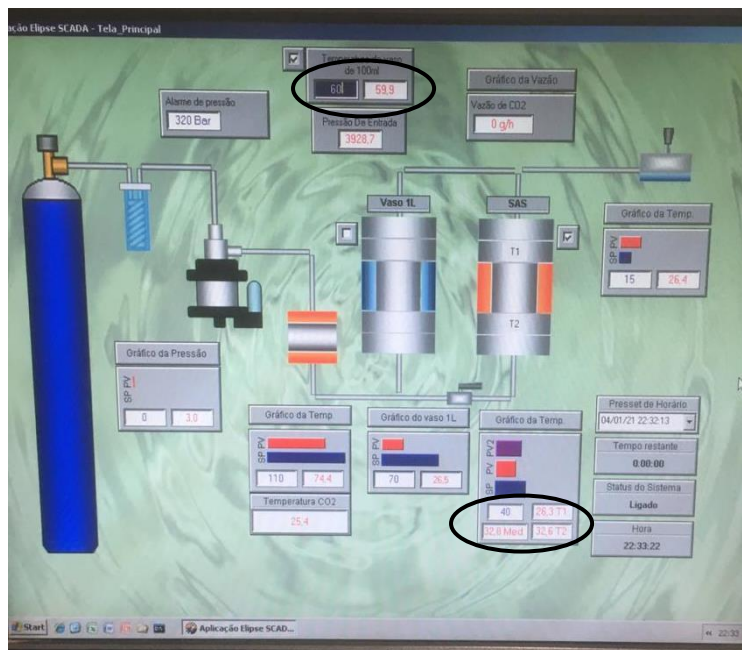 ação Elipse SCADA - Tela_Principal
Temperatura do vaso
de 100ml
60
59,9
Gráfico da Vazão
Alarme de pressão
320 Bar
Vazão de CO2
0 g/h
Pressão De Entrada
3928,7
Vaso 1L
SAS
Gráfico da Temp.
SP PV
15
26,4
T1
T2
Gráfico da Pressão
SP PV
0
3,0
Gráfico da Temp.
SP PV
110
74,4
Temperatura CO2
25,4
Gráfico do vaso 1L
SP PV
70
26,5
Gráfico da Temp.
SP PV PV2
40
26,3 T1
32,8 Med.
32,6 T2
Presset de Horário
04/01/21 22:32:13
Tempo restante
0:00:00
Status do Sistema
Ligado
Hora
22:33:22
Start
Aplicação Elipse SCAD...
22:33